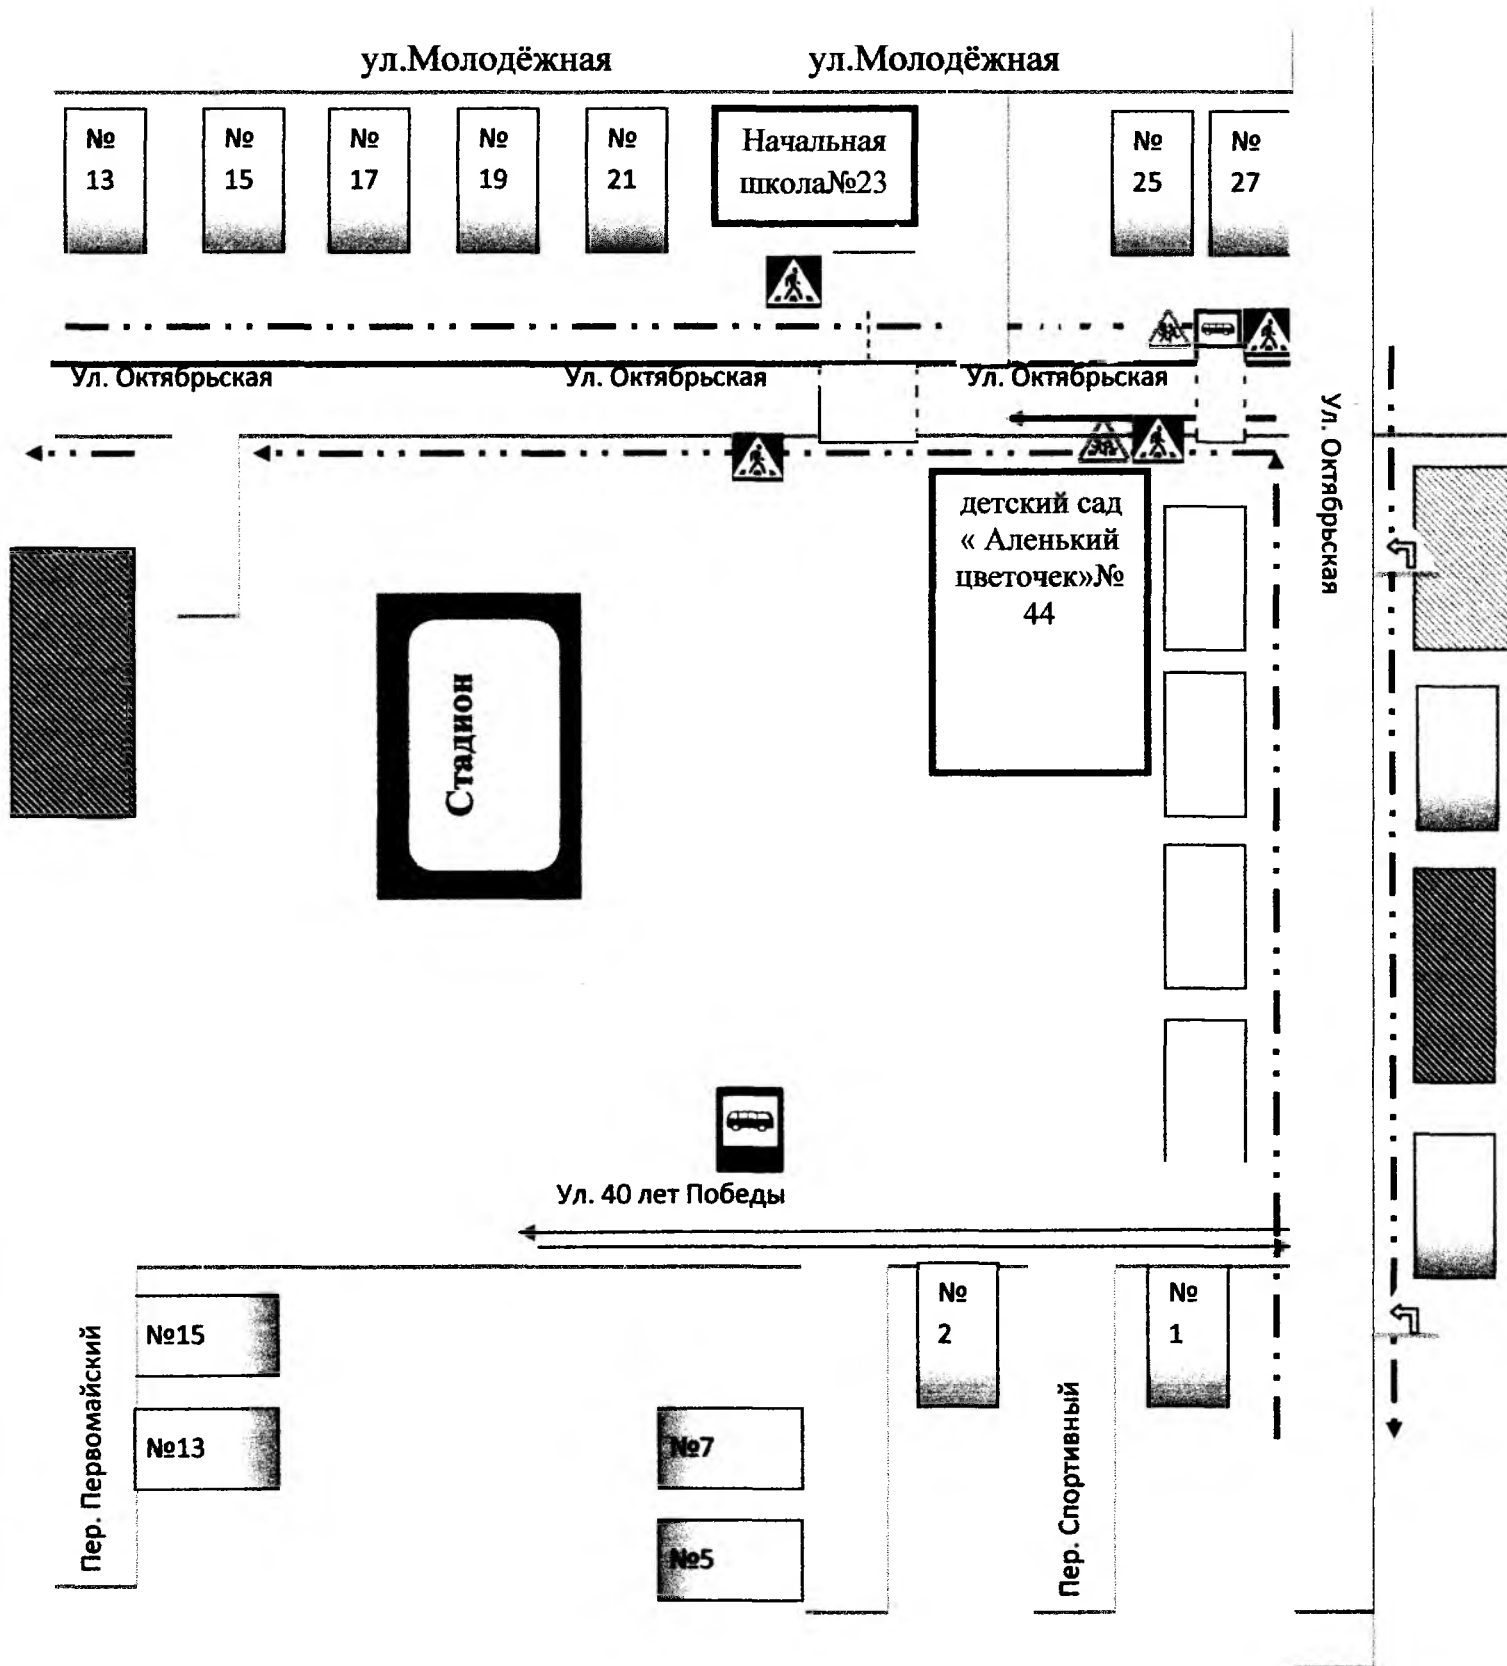 ул.Молодёжная ул.Молодёжная
№ 13
№ 15
№ 17
№ 19
№ 21
Начальная
школа№23
№ 25
№ 27
Ул. Октябрьская Ул. Октябрьская Ул. Октябрьская
Ул. Октябрьская
детский сад
« Аленький
цветочек»№
44
Стадион
Ул. 40 лет Победы
№ 2
№ 1
№15
№13
№7
№5
Пер. Первомайский
Пер. Спортивный